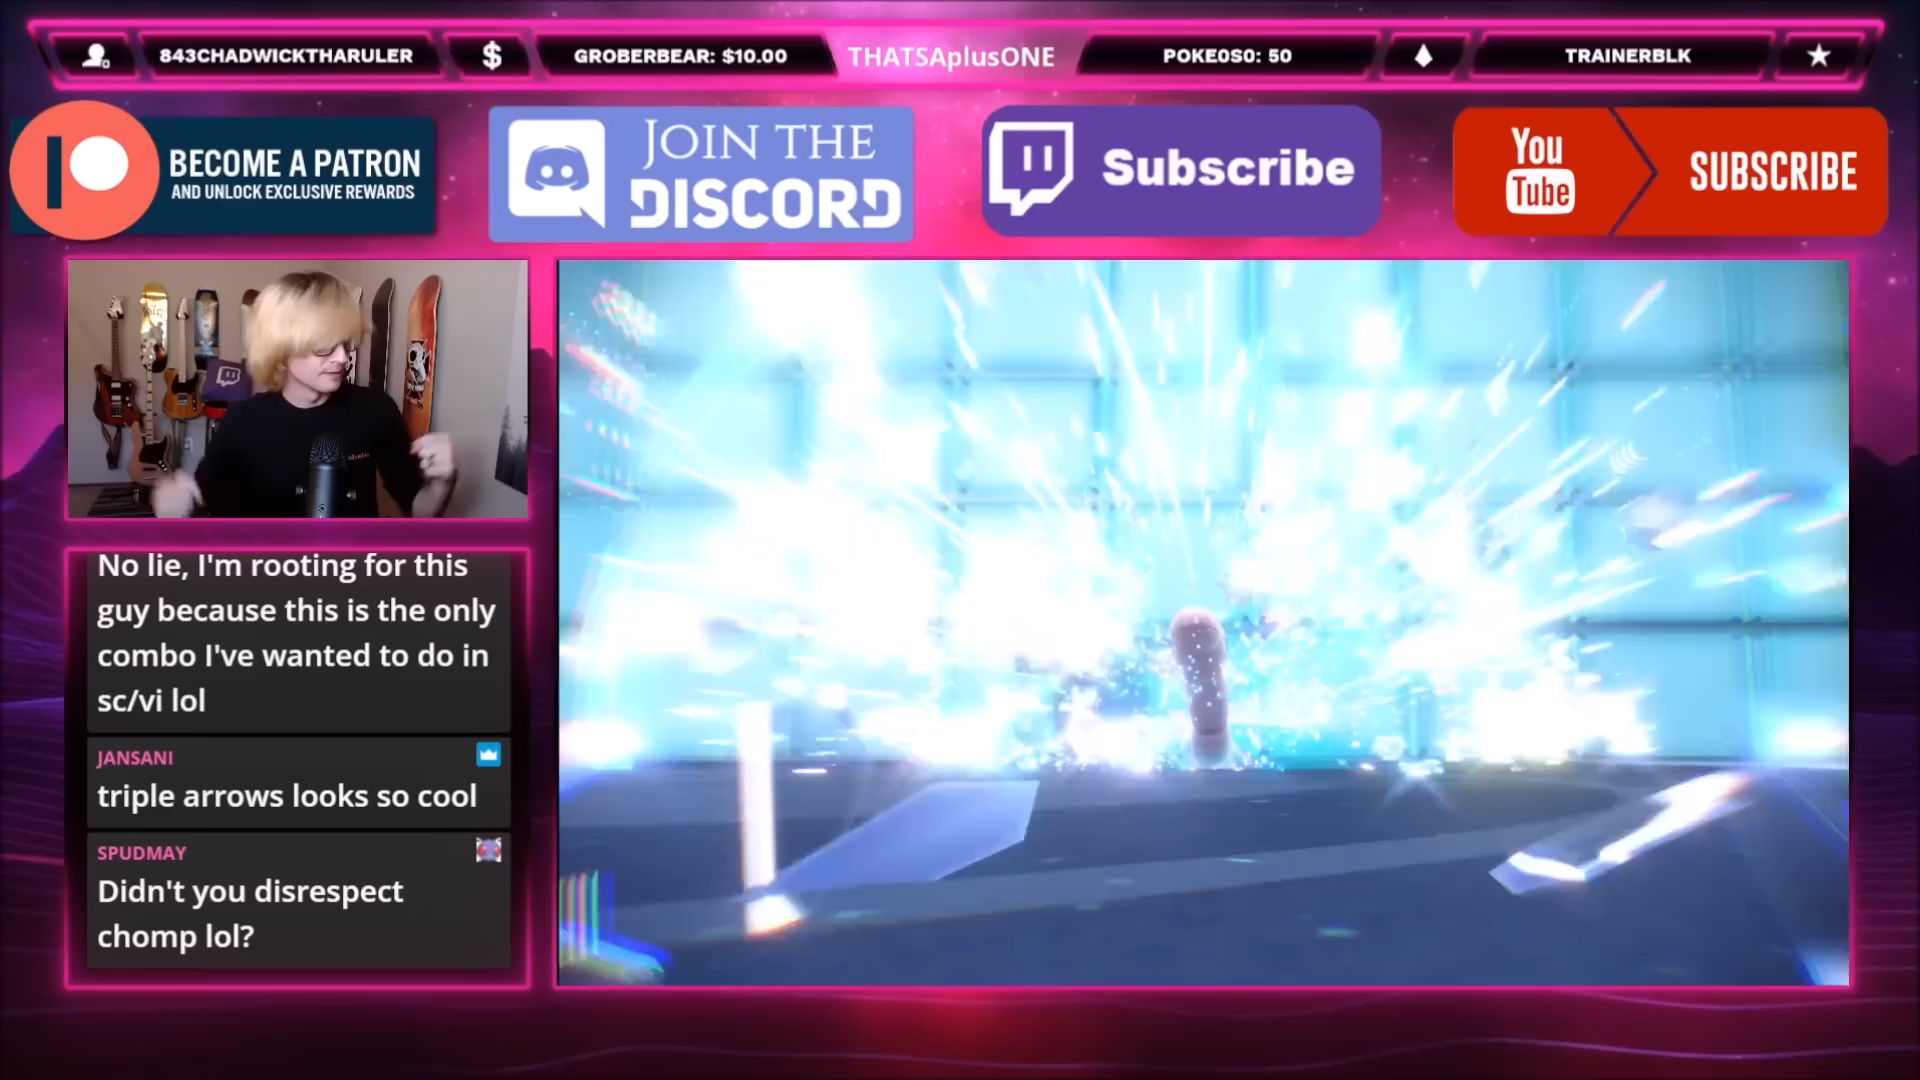 843CHADWICKTHARULER
$
GROBERBEAR: $10.00
THATSAplusONE
POKE0S0: 50
TRAINERBLK
BECOME A PATRON
AND UNLOCK EXCLUSIVE REWARDS
JOIN THE
DISCORD
Subscribe
You
Tube
SUBSCRIBE
No lie, I'm rooting for this
guy because this is the only
combo I've wanted to do in
sc/vi lol
JANSANI
triple arrows looks so cool
SPUDMAY
Didn't you disrespect
chomp lol?